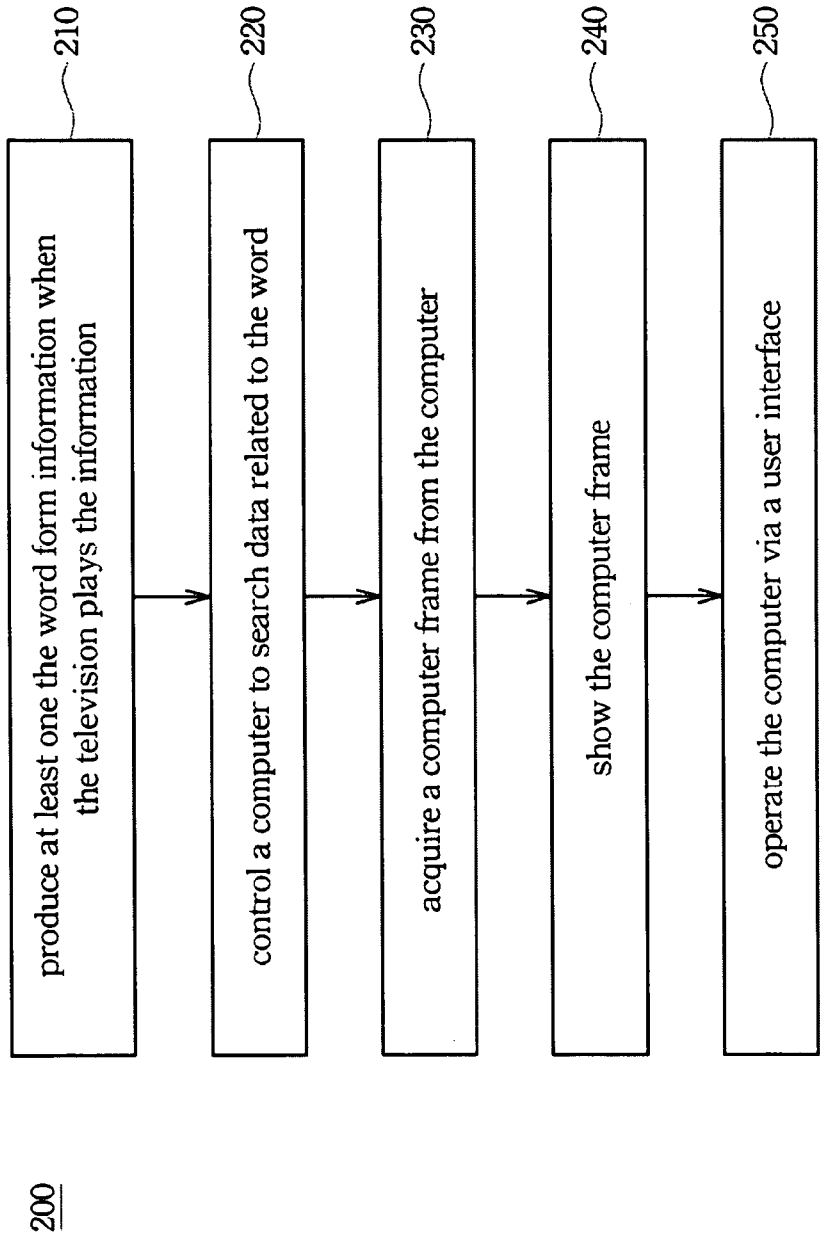 200
produce at least one the word form information when
the television plays the information
210
control a computer to search data related to the word
220
acquire a computer frame from the computer
230
show the computer frame
240
operate the computer via a user interface
250